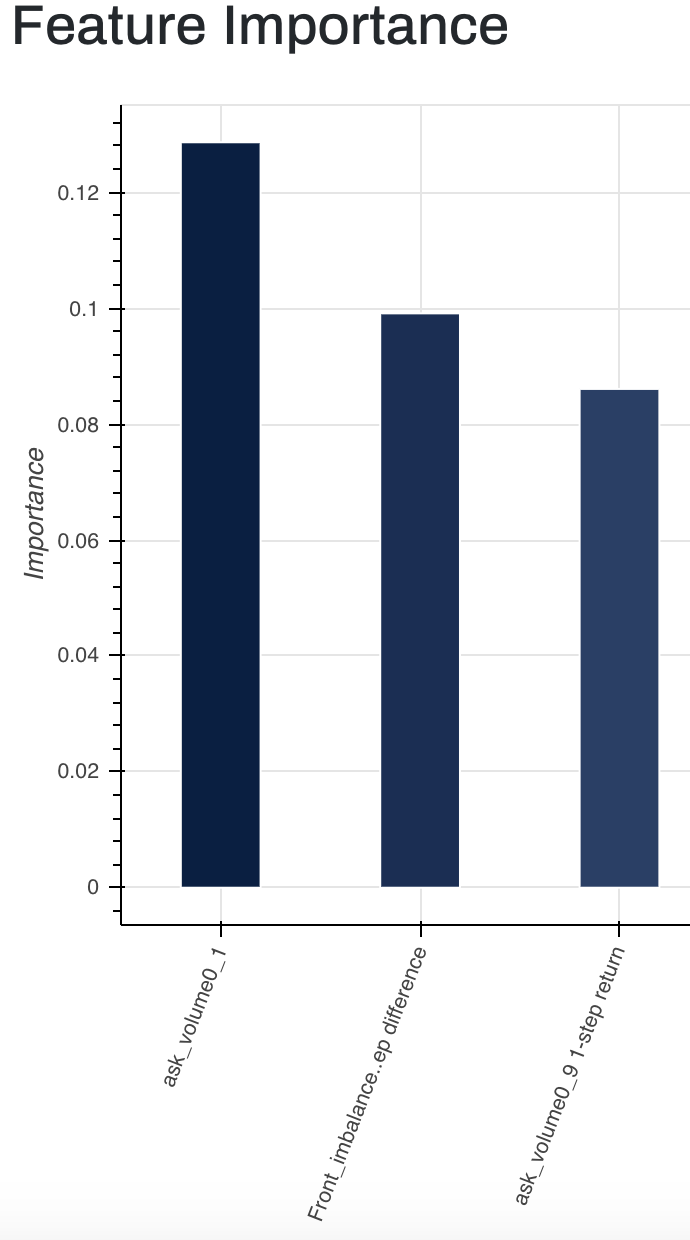 Feature Importance
0.12
0.1
0.08
0.06
0.04
0.02
0
Importance
ask_volume0_1
Front_imbalance..ep difference
ask_volume0_9 1-step return